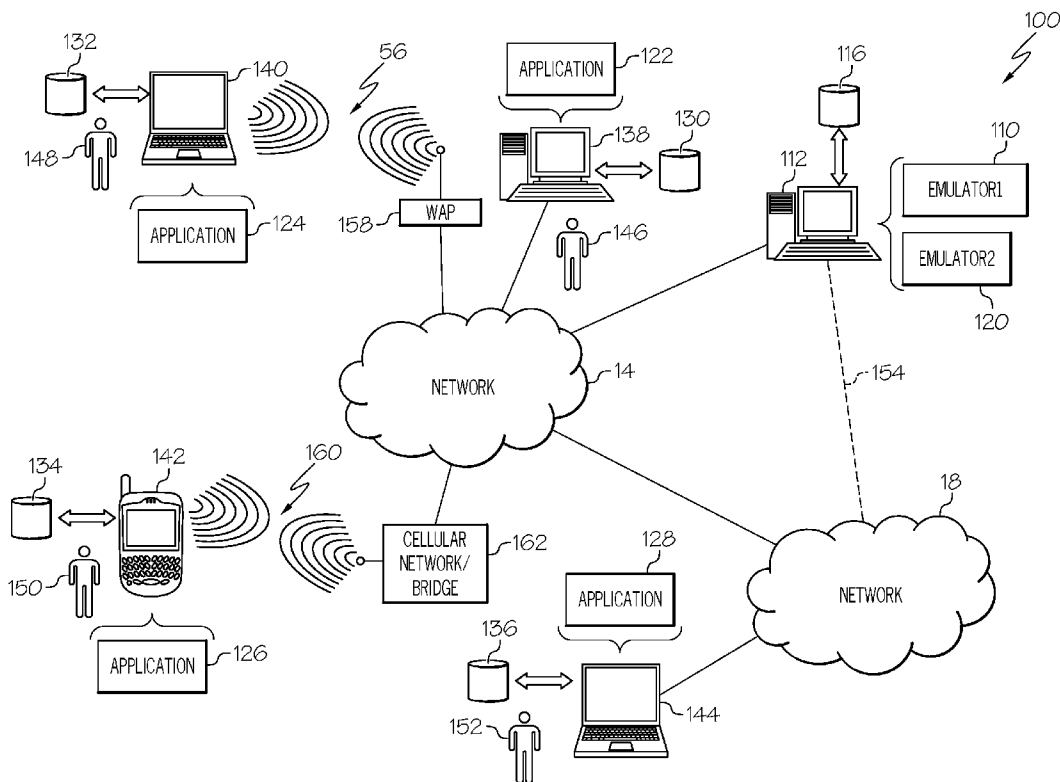 100
132
140
56
APPLICATION
122
116
110
148
138
130
112
EMULATOR1
APPLICATION
124
158
WAP
146
EMULATOR2
120
NETWORK
14
154
134
142
160
18
150
CELLULAR
NETWORK/
BRIDGE
162
128
APPLICATION
NETWORK
APPLICATION
126
136
152
144